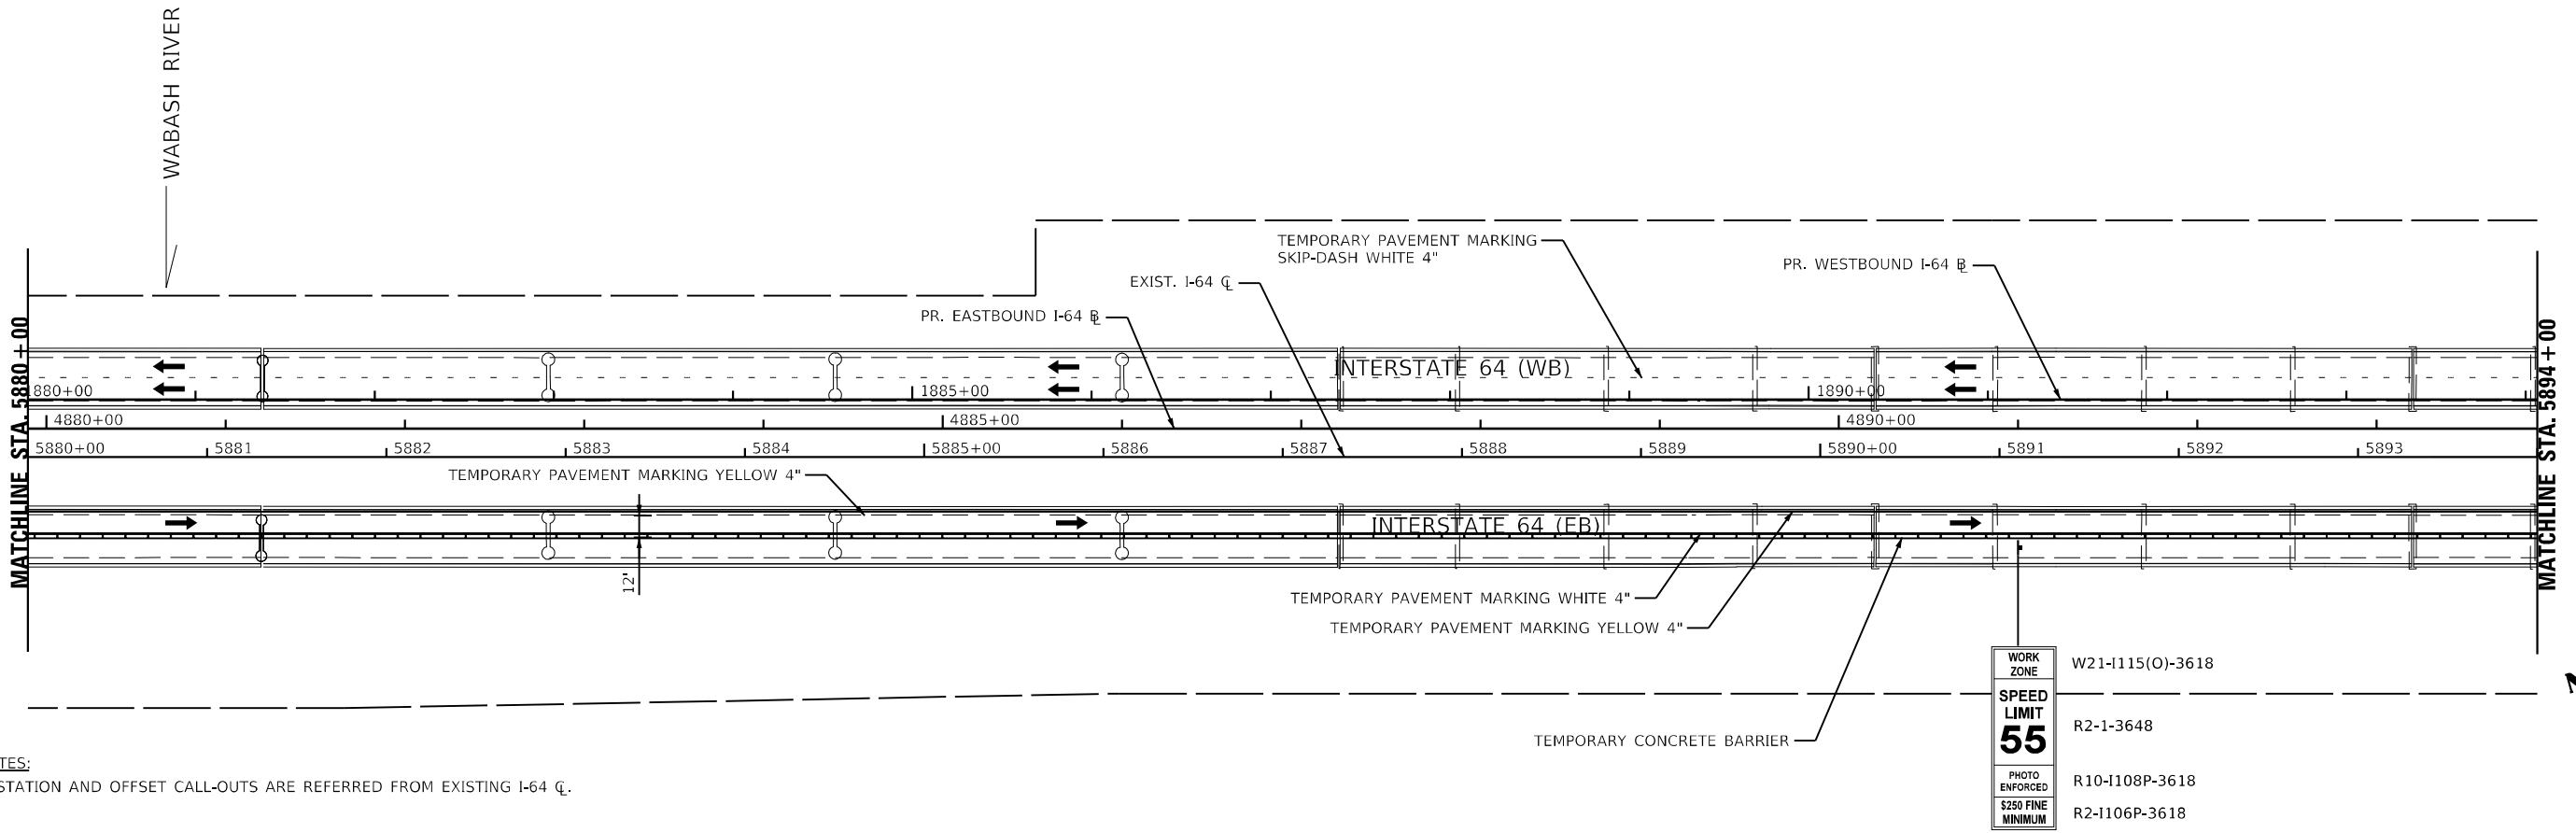 WABASH RIVER
TEMPORARY PAVEMENT MARKING
SKIP-DASH WHITE 4"
EXIST. I-64 ℄
PR. WESTBOUND I-64 B̲L
PR. EASTBOUND I-64 B̲L
MATCHLINE STA. 5880+00
MATCHLINE STA. 5894+00
INTERSTATE 64 (WB)
1880+00 1885+00 1890+00
4880+00 4885+00 4890+00
5880+00 5881 5882 5883 5884 5885+00 5886 5887 5888 5889 5890+00 5891 5892 5893
TEMPORARY PAVEMENT MARKING YELLOW 4"
INTERSTATE 64 (EB)
12'
TEMPORARY PAVEMENT MARKING WHITE 4"
TEMPORARY PAVEMENT MARKING YELLOW 4"
TEMPORARY CONCRETE BARRIER
WORK
ZONE
W21-I115(O)-3618
SPEED
LIMIT
55
R2-1-3648
PHOTO
ENFORCED
R10-I108P-3618
$250 FINE
MINIMUM
R2-I106P-3618
TES:
STATION AND OFFSET CALL-OUTS ARE REFERRED FROM EXISTING I-64 ℄.